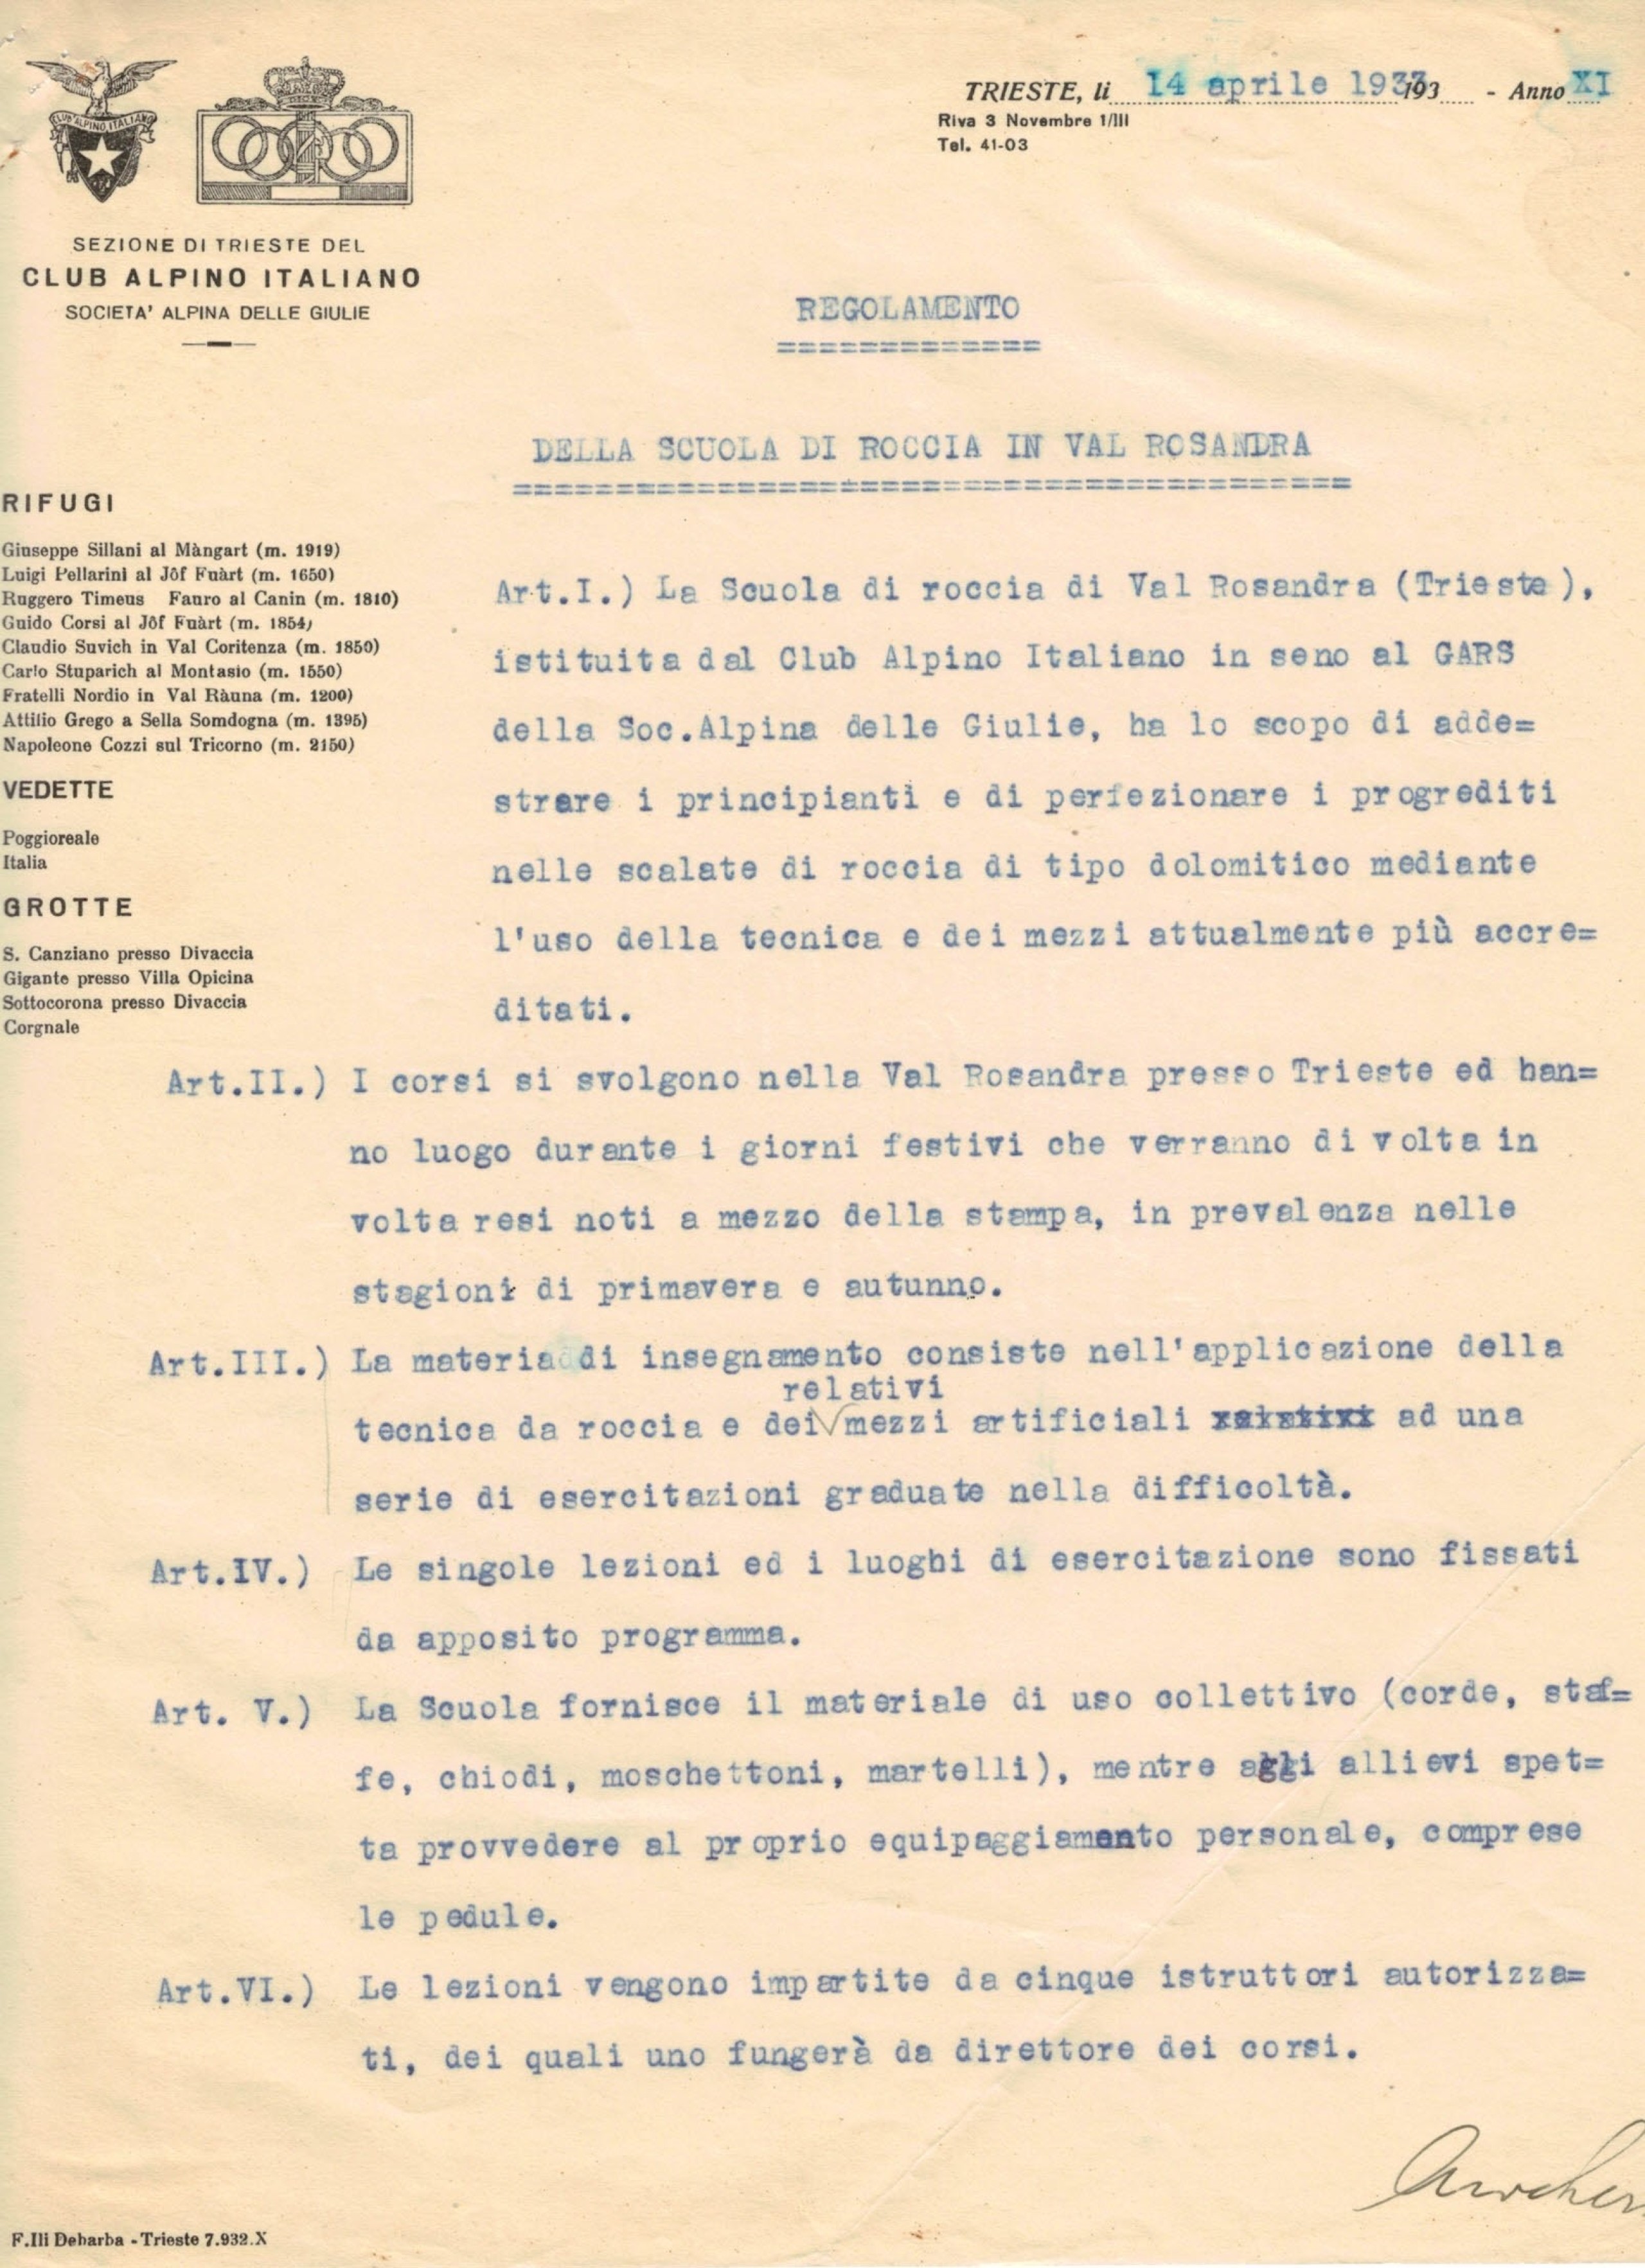 CLUB ALPINO ITALIANO
TRIESTE, li 14 aprile 1933 193 - Anno XI
Riva 3 Novembre 1/III
Tel. 41-03
SEZIONE DI TRIESTE DEL
CLUB ALPINO ITALIANO
SOCIETA' ALPINA DELLE GIULIE
REGOLAMENTO
=============
DELLA SCUOLA DI ROCCIA IN VAL ROSANDRA
=========================================
RIFUGI
Giuseppe Sillani al Màngart (m. 1919)
Luigi Pellarini al Jôf Fuàrt (m. 1650)
Ruggero Timeus Fauro al Canin (m. 1810)
Guido Corsi al Jôf Fuàrt (m. 1854)
Claudio Suvich in Val Coritenza (m. 1850)
Carlo Stuparich al Montasio (m. 1550)
Fratelli Nordio in Val Ràuna (m. 1200)
Attilio Grego a Sella Somdogna (m. 1395)
Napoleone Cozzi sul Tricorno (m. 2150)
VEDETTE
Poggioreale
Italia
GROTTE
S. Canziano presso Divaccia
Gigante presso Villa Opicina
Sottocorona presso Divaccia
Corgnale
Art.I.) La Scuola di roccia di Val Rosandra (Trieste),
istituita dal Club Alpino Italiano in seno al GARS
della Soc.Alpina delle Giulie, ha lo scopo di adde=
strare i principianti e di perfezionare i progrediti
nelle scalate di roccia di tipo dolomitico mediante
l'uso della tecnica e dei mezzi attualmente più accre=
ditati.
Art.II.) I corsi si svolgono nella Val Rosandra presso Trieste ed han=
no luogo durante i giorni festivi che verranno di volta in
volta resi noti a mezzo della stampa, in prevalenza nelle
stagioni di primavera e autunno.
Art.III.) La materia di insegnamento consiste nell'applicazione della
relativi
tecnica da roccia e dei√mezzi artificiali relativi ad una
serie di esercitazioni graduate nella difficoltà.
Art.IV.) Le singole lezioni ed i luoghi di esercitazione sono fissati
da apposito programma.
Art. V.) La Scuola fornisce il materiale di uso collettivo (corde, staf=
fe, chiodi, moschettoni, martelli), mentre agli allievi spet=
ta provvedere al proprio equipaggiamento personale, comprese
le pedule.
Art.VI.) Le lezioni vengono impartite da cinque istruttori autorizza=
ti, dei quali uno fungerà da direttore dei corsi.
F.lli Debarba - Trieste 7.932.X